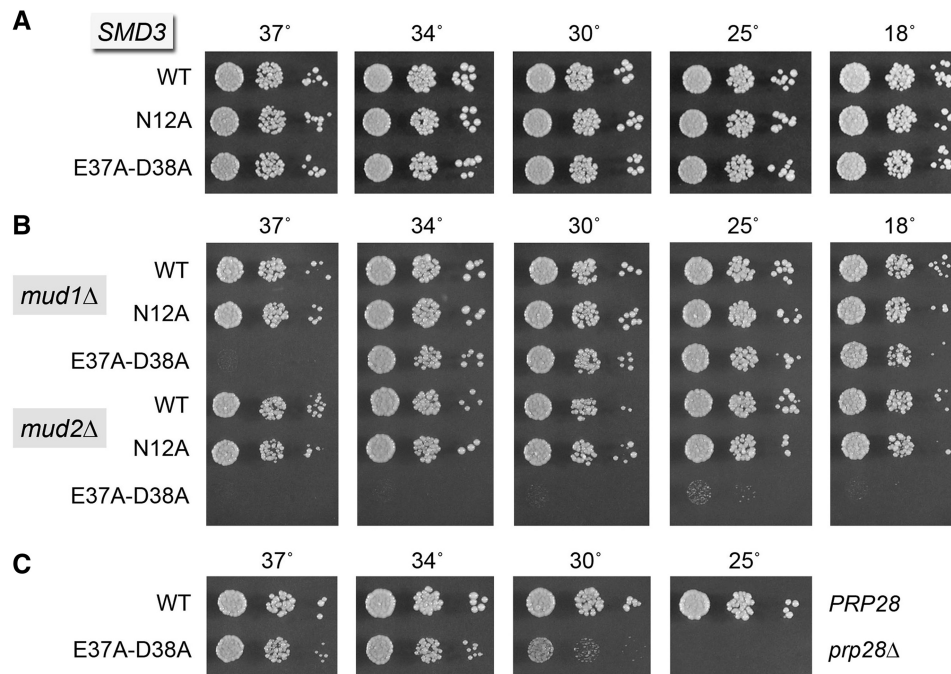 A
SMD3
37° 34° 30° 25° 18°
WT
N12A
E37A-D38A
B
37° 34° 30° 25° 18°
mud1Δ
WT
N12A
E37A-D38A
mud2Δ
WT
N12A
E37A-D38A
C
37° 34° 30° 25°
WT PRP28
E37A-D38A prp28Δ